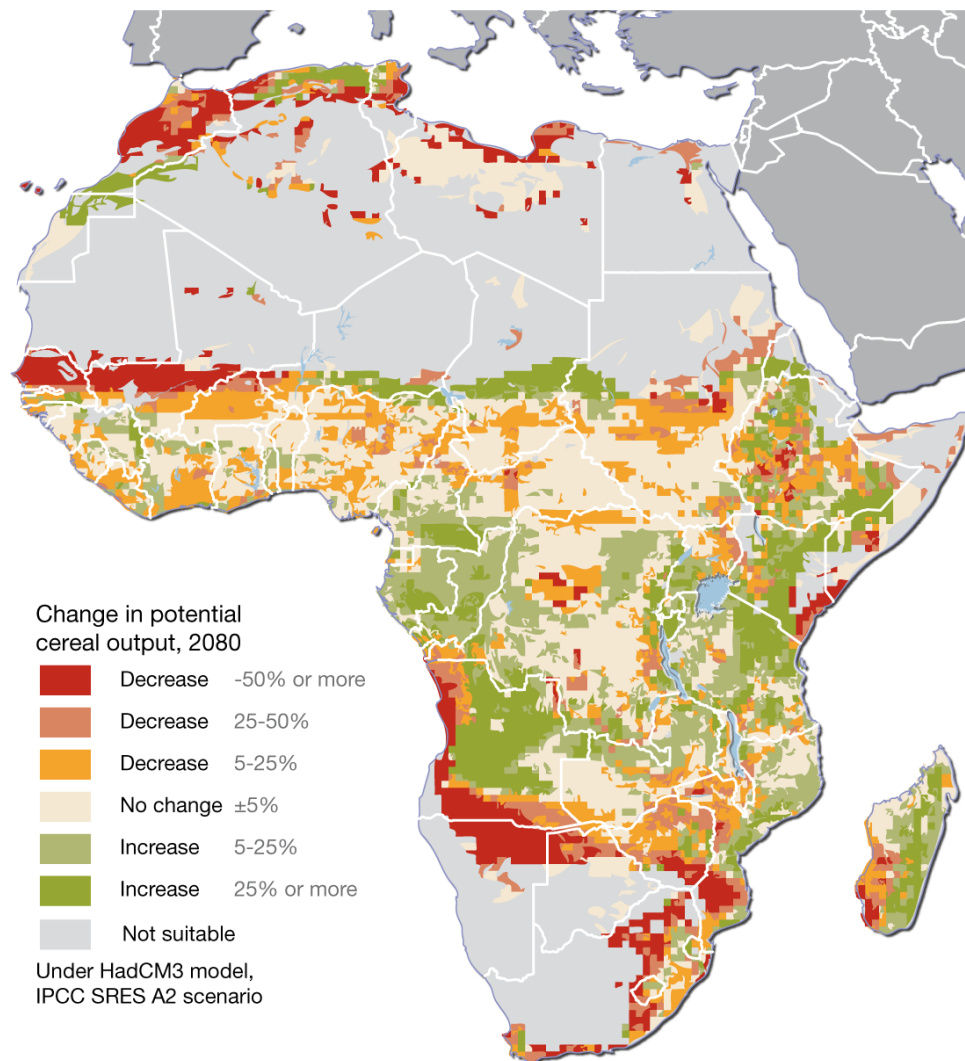 Change in potential
cereal output, 2080
Decrease -50% or more
Decrease 25-50%
Decrease 5-25%
No change ±5%
Increase 5-25%
Increase 25% or more
Not suitable
Under HadCM3 model,
IPCC SRES A2 scenario